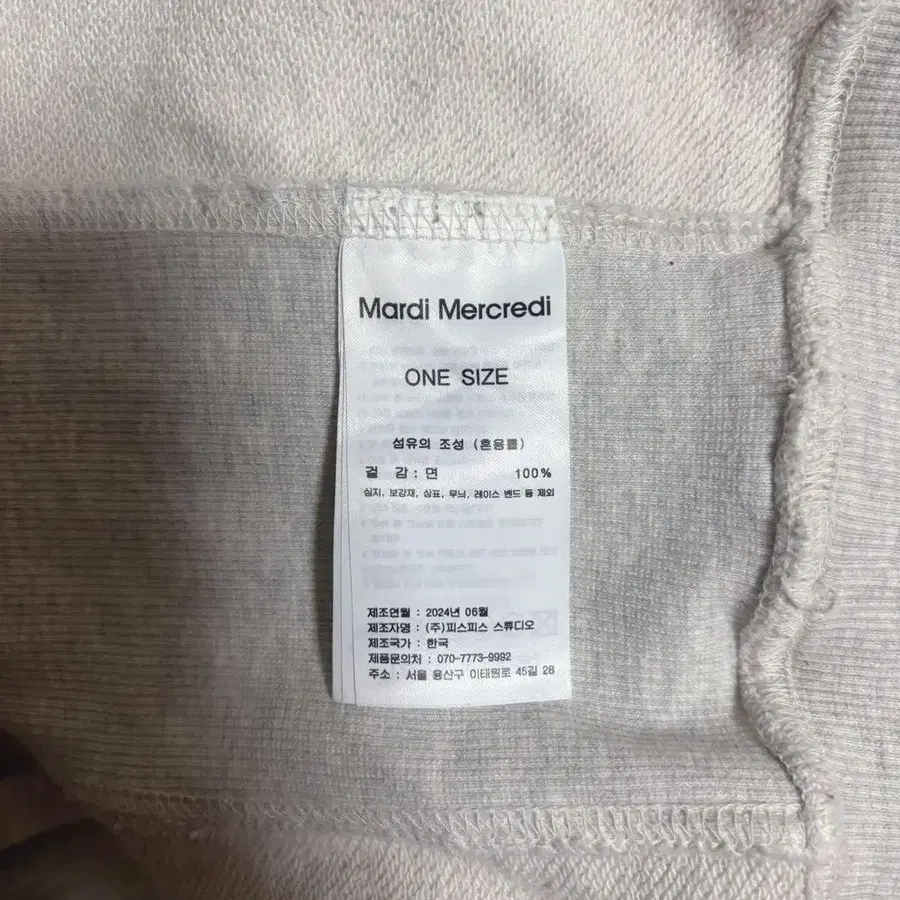 Mardi Mercredi
ONE SIZE
섬유의 조성 (혼용률)
겉 감 : 면 100%
심지, 보강재, 상표, 무늬, 레이스 밴드 등 제외
제조연월 : 2024년 06월
제조자명 : (주)피스피스 스튜디오
제조국가 : 한국
제품문의처 : 070-7773-9992
주소 : 서울 용산구 이태원로 45길 26